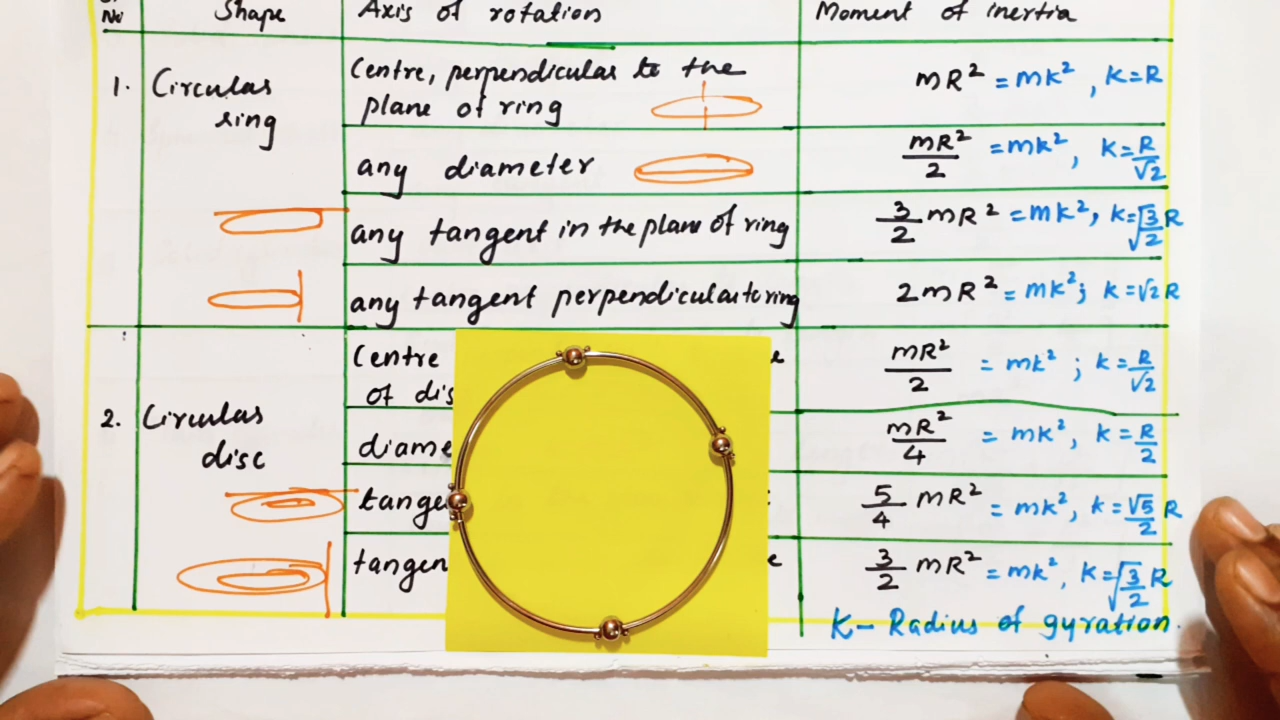 Sr
No
Shape
Axis of rotation
Moment of inertia
1. Circular
ring
Centre, perpendicular to the
plane of ring
mR² = mk², K=R
any diameter
mR²/2 = mk², K=R/√2
any tangent in the plane of ring
3/2 mR² = mk², K=√3/2 R
any tangent perpendicular to ring
2mR² = mk²; K=√2R
2. Circular
disc
Centre
of dis
mR²/2 = mk²; K=R/√2
diame
mR²/4 = mk², K=R/2
tange
5/4 mR² = mk², K=√5/2 R
tangen
3/2 mR² = mk², K=√3/2 R
K- Radius of gyration.